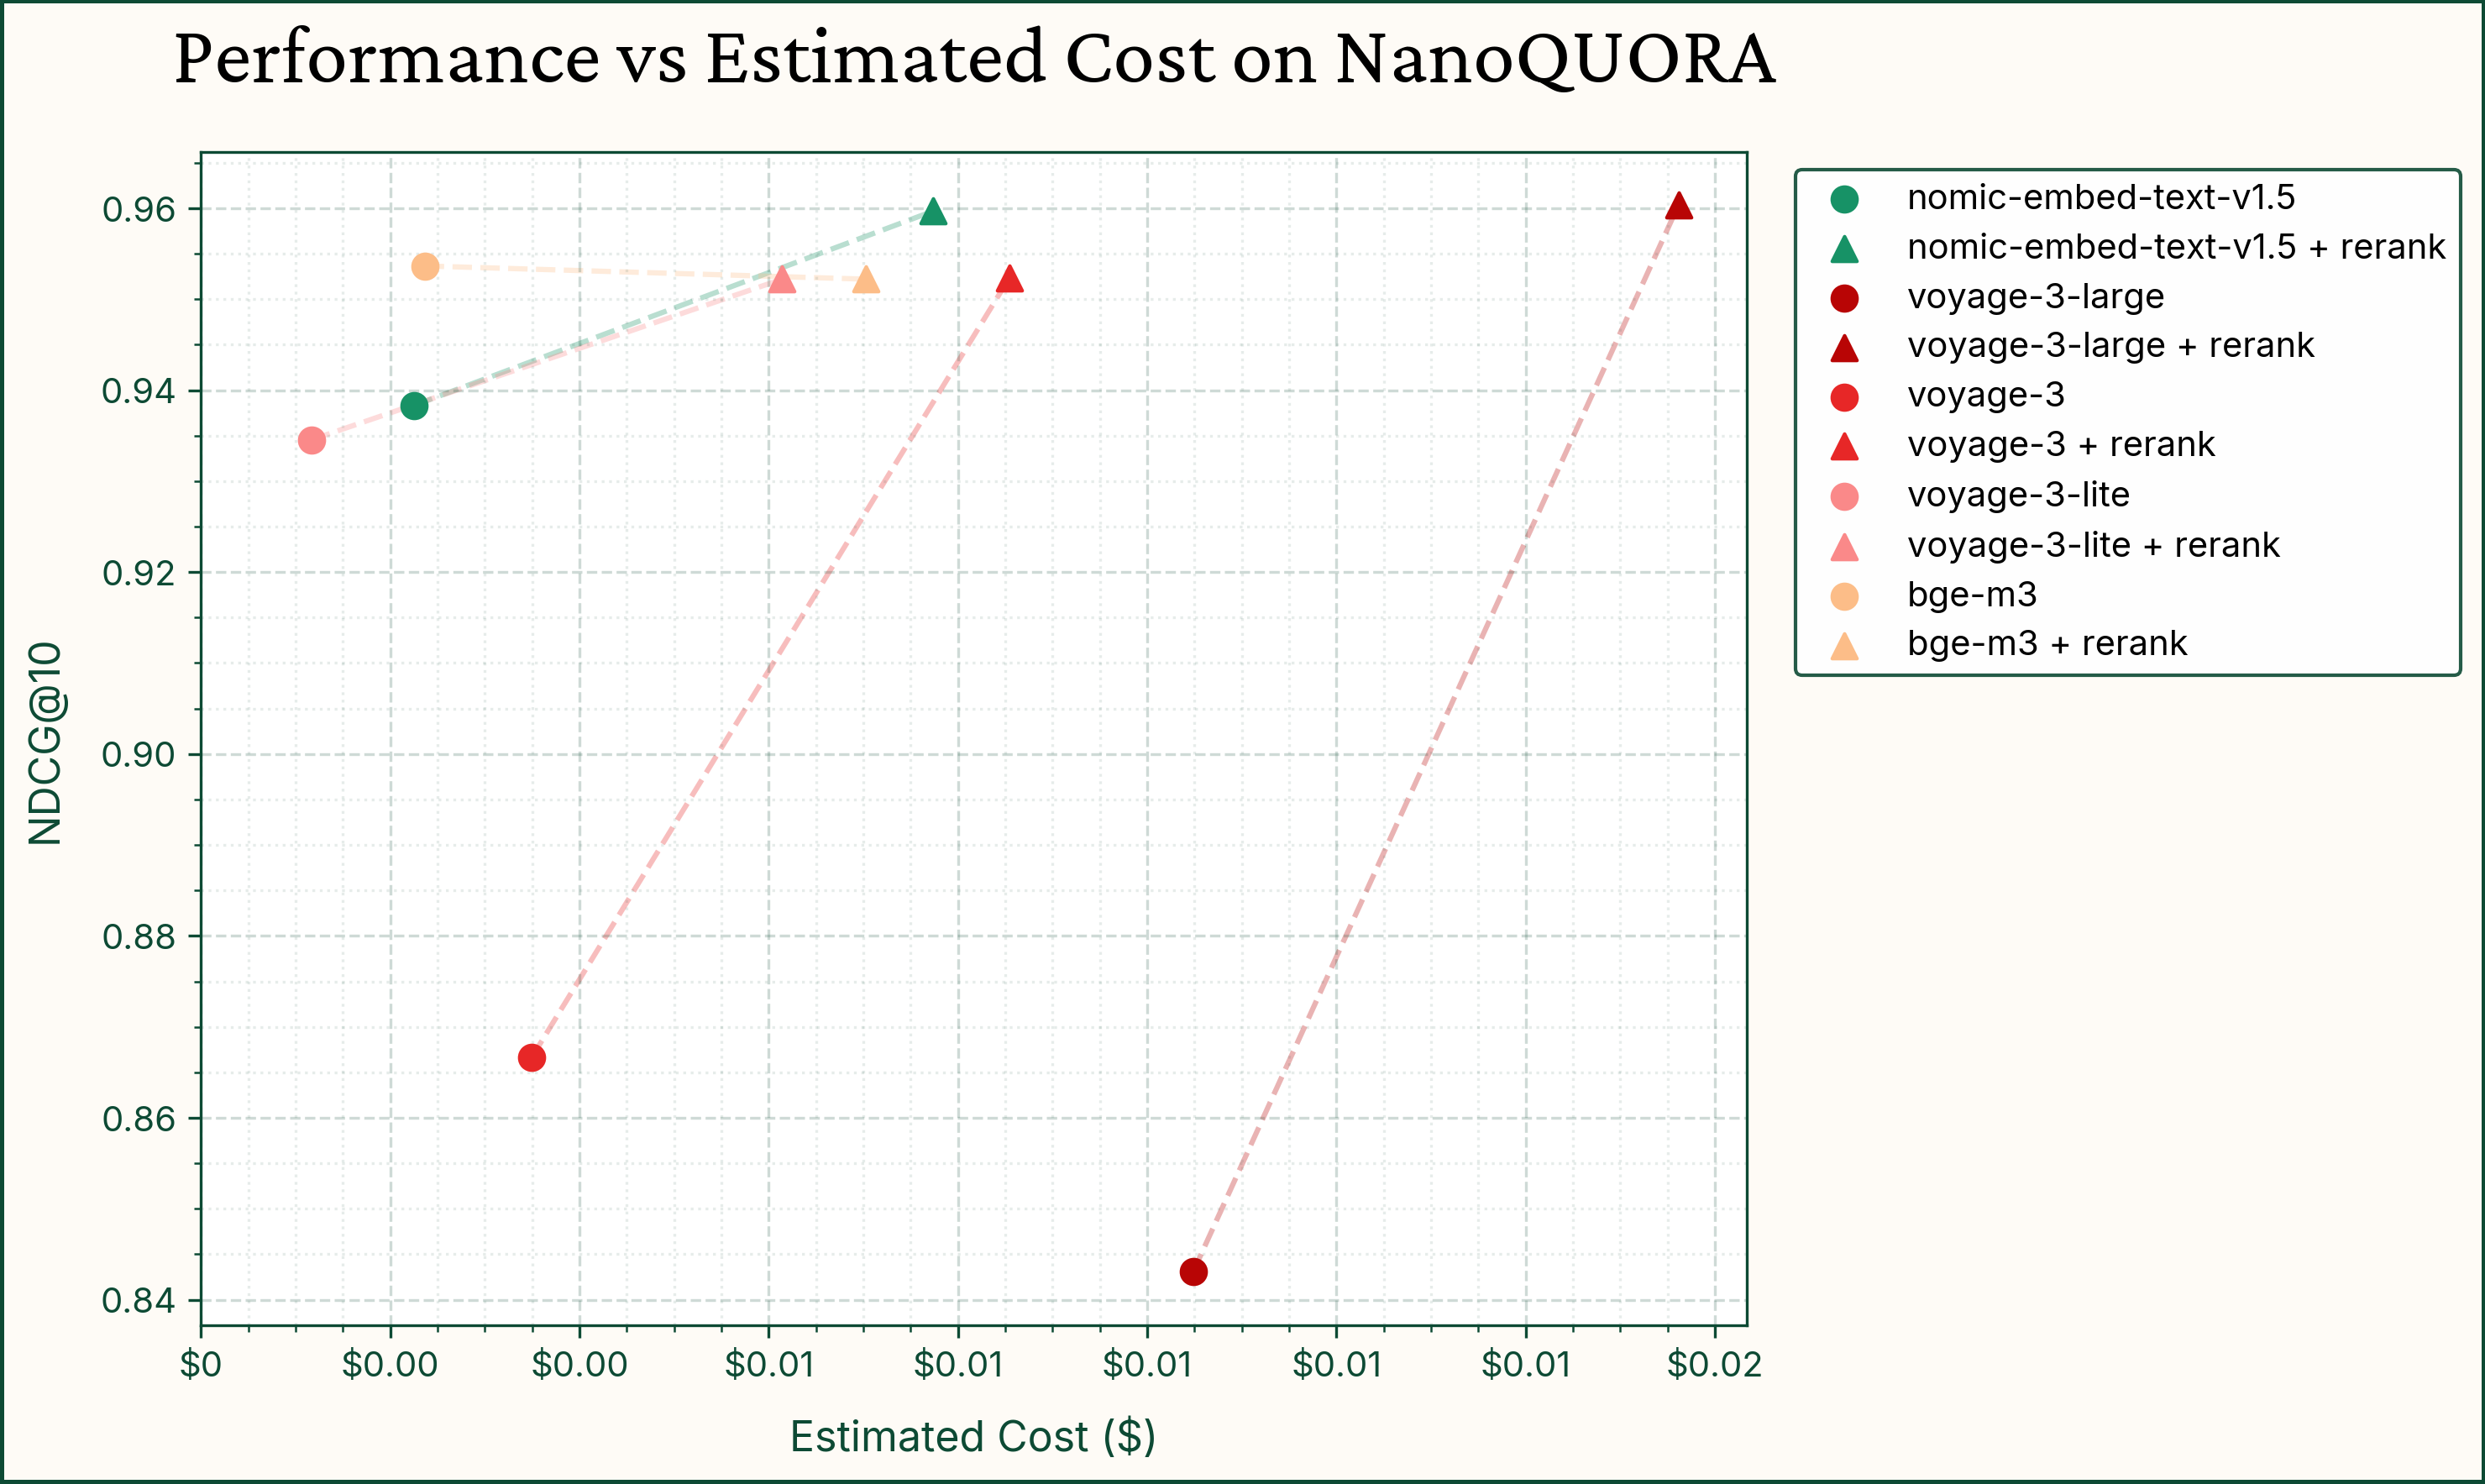 Performance vs Estimated Cost on NanoQUORA
nomic-embed-text-v1.5
nomic-embed-text-v1.5 + rerank
voyage-3-large
voyage-3-large + rerank
voyage-3
voyage-3 + rerank
voyage-3-lite
voyage-3-lite + rerank
bge-m3
bge-m3 + rerank
NDCG@10
0.96
0.94
0.92
0.90
0.88
0.86
0.84
$0 $0.00 $0.00 $0.01 $0.01 $0.01 $0.01 $0.01 $0.02
Estimated Cost ($)